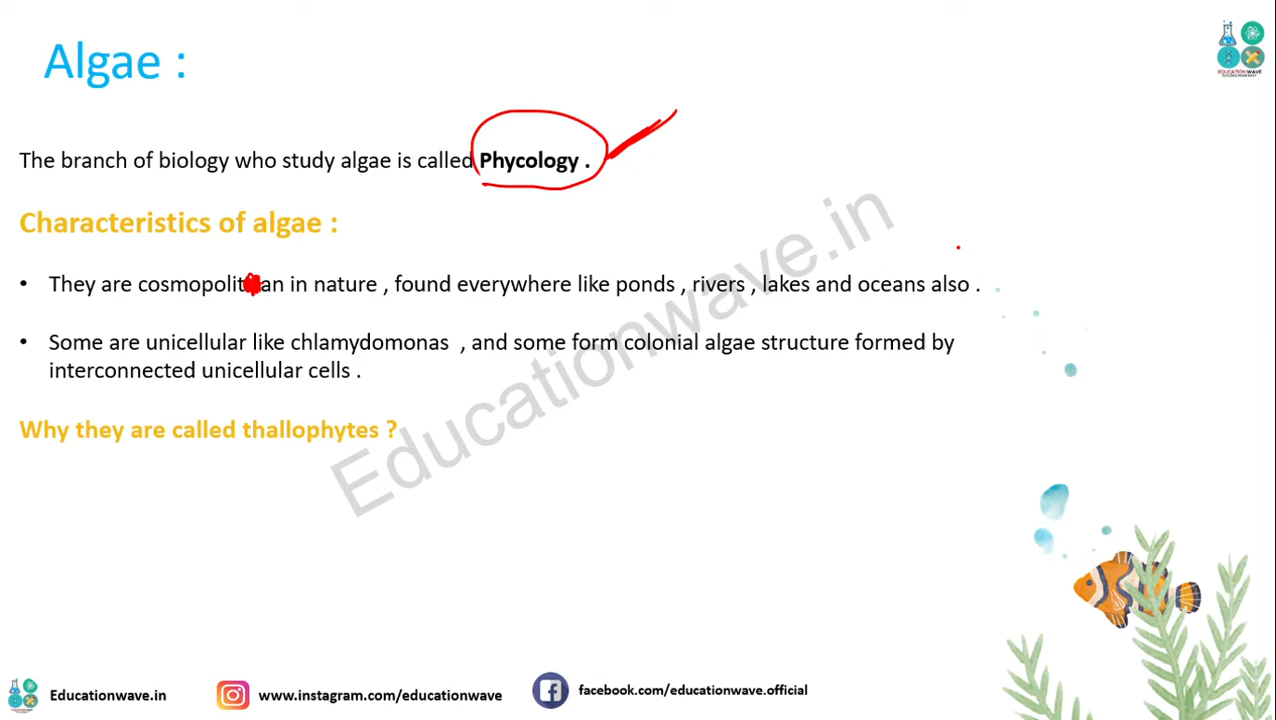 Algae :
EDUCATION WAVE
The branch of biology who study algae is called Phycology .
Characteristics of algae :
• They are cosmopolitan in nature , found everywhere like ponds , rivers , lakes and oceans also .
• Some are unicellular like chlamydomonas , and some form colonial algae structure formed by
interconnected unicellular cells .
Why they are called thallophytes ?
Educationwave.in
Educationwave.in
www.instagram.com/educationwave
facebook.com/educationwave.official